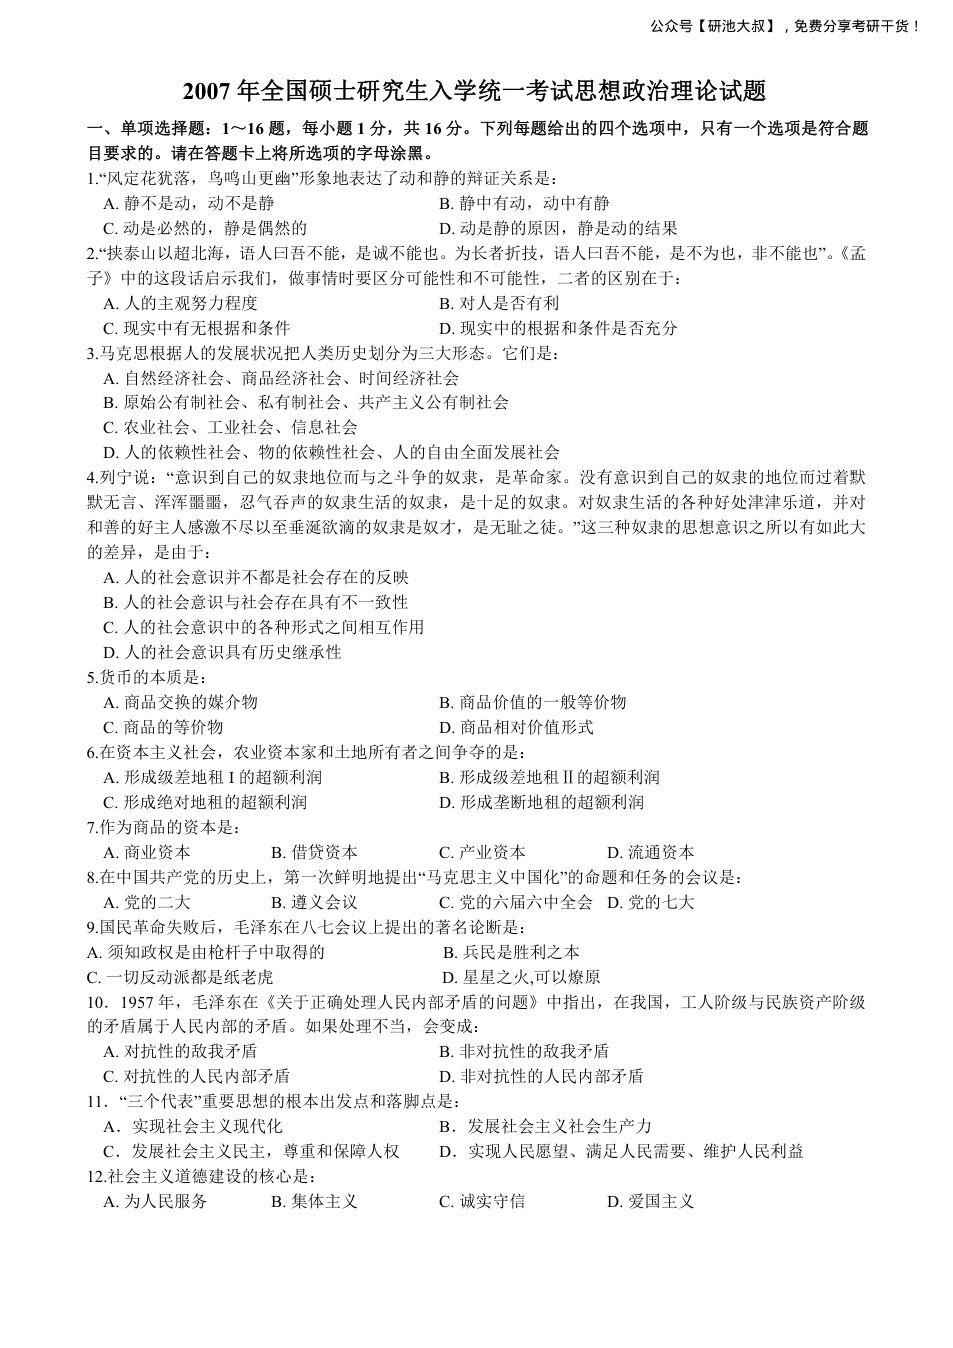 公众号【研池大叔】，免费分享考研干货！
2007 年全国硕士研究生入学统一考试思想政治理论试题
一、单项选择题：1～16 题，每小题 1 分，共 16 分。下列每题给出的四个选项中，只有一个选项是符合题
目要求的。请在答题卡上将所选项的字母涂黑。
1.“风定花犹落，鸟鸣山更幽”形象地表达了动和静的辩证关系是：
A. 静不是动，动不是静 B. 静中有动，动中有静
C. 动是必然的，静是偶然的 D. 动是静的原因，静是动的结果
2.“挟泰山以超北海，语人曰吾不能，是诚不能也。为长者折技，语人曰吾不能，是不为也，非不能也”。《孟
子》中的这段话启示我们，做事情时要区分可能性和不可能性，二者的区别在于：
A. 人的主观努力程度 B. 对人是否有利
C. 现实中有无根据和条件 D. 现实中的根据和条件是否充分
3.马克思根据人的发展状况把人类历史划分为三大形态。它们是：
A. 自然经济社会、商品经济社会、时间经济社会
B. 原始公有制社会、私有制社会、共产主义公有制社会
C. 农业社会、工业社会、信息社会
D. 人的依赖性社会、物的依赖性社会、人的自由全面发展社会
4.列宁说：“意识到自己的奴隶地位而与之斗争的奴隶，是革命家。没有意识到自己的奴隶的地位而过着默
默无言、浑浑噩噩，忍气吞声的奴隶生活的奴隶，是十足的奴隶。对奴隶生活的各种好处津津乐道，并对
和善的好主人感激不尽以至垂涎欲滴的奴隶是奴才，是无耻之徒。”这三种奴隶的思想意识之所以有如此大
的差异，是由于：
A. 人的社会意识并不都是社会存在的反映
B. 人的社会意识与社会存在具有不一致性
C. 人的社会意识中的各种形式之间相互作用
D. 人的社会意识具有历史继承性
5.货币的本质是：
A. 商品交换的媒介物 B. 商品价值的一般等价物
C. 商品的等价物 D. 商品相对价值形式
6.在资本主义社会，农业资本家和土地所有者之间争夺的是：
A. 形成级差地租 I 的超额利润 B. 形成级差地租Ⅱ的超额利润
C. 形成绝对地租的超额利润 D. 形成垄断地租的超额利润
7.作为商品的资本是：
A. 商业资本 B. 借贷资本 C. 产业资本 D. 流通资本
8.在中国共产党的历史上，第一次鲜明地提出“马克思主义中国化”的命题和任务的会议是：
A. 党的二大 B. 遵义会议 C. 党的六届六中全会 D. 党的七大
9.国民革命失败后，毛泽东在八七会议上提出的著名论断是：
A. 须知政权是由枪杆子中取得的 B. 兵民是胜利之本
C. 一切反动派都是纸老虎 D. 星星之火,可以燎原
10．1957 年，毛泽东在《关于正确处理人民内部矛盾的问题》中指出，在我国，工人阶级与民族资产阶级
的矛盾属于人民内部的矛盾。如果处理不当，会变成：
A. 对抗性的敌我矛盾 B. 非对抗性的敌我矛盾
C. 对抗性的人民内部矛盾 D. 非对抗性的人民内部矛盾
11．“三个代表”重要思想的根本出发点和落脚点是：
A．实现社会主义现代化 B．发展社会主义社会生产力
C．发展社会主义民主，尊重和保障人权 D．实现人民愿望、满足人民需要、维护人民利益
12.社会主义道德建设的核心是：
A. 为人民服务 B. 集体主义 C. 诚实守信 D. 爱国主义